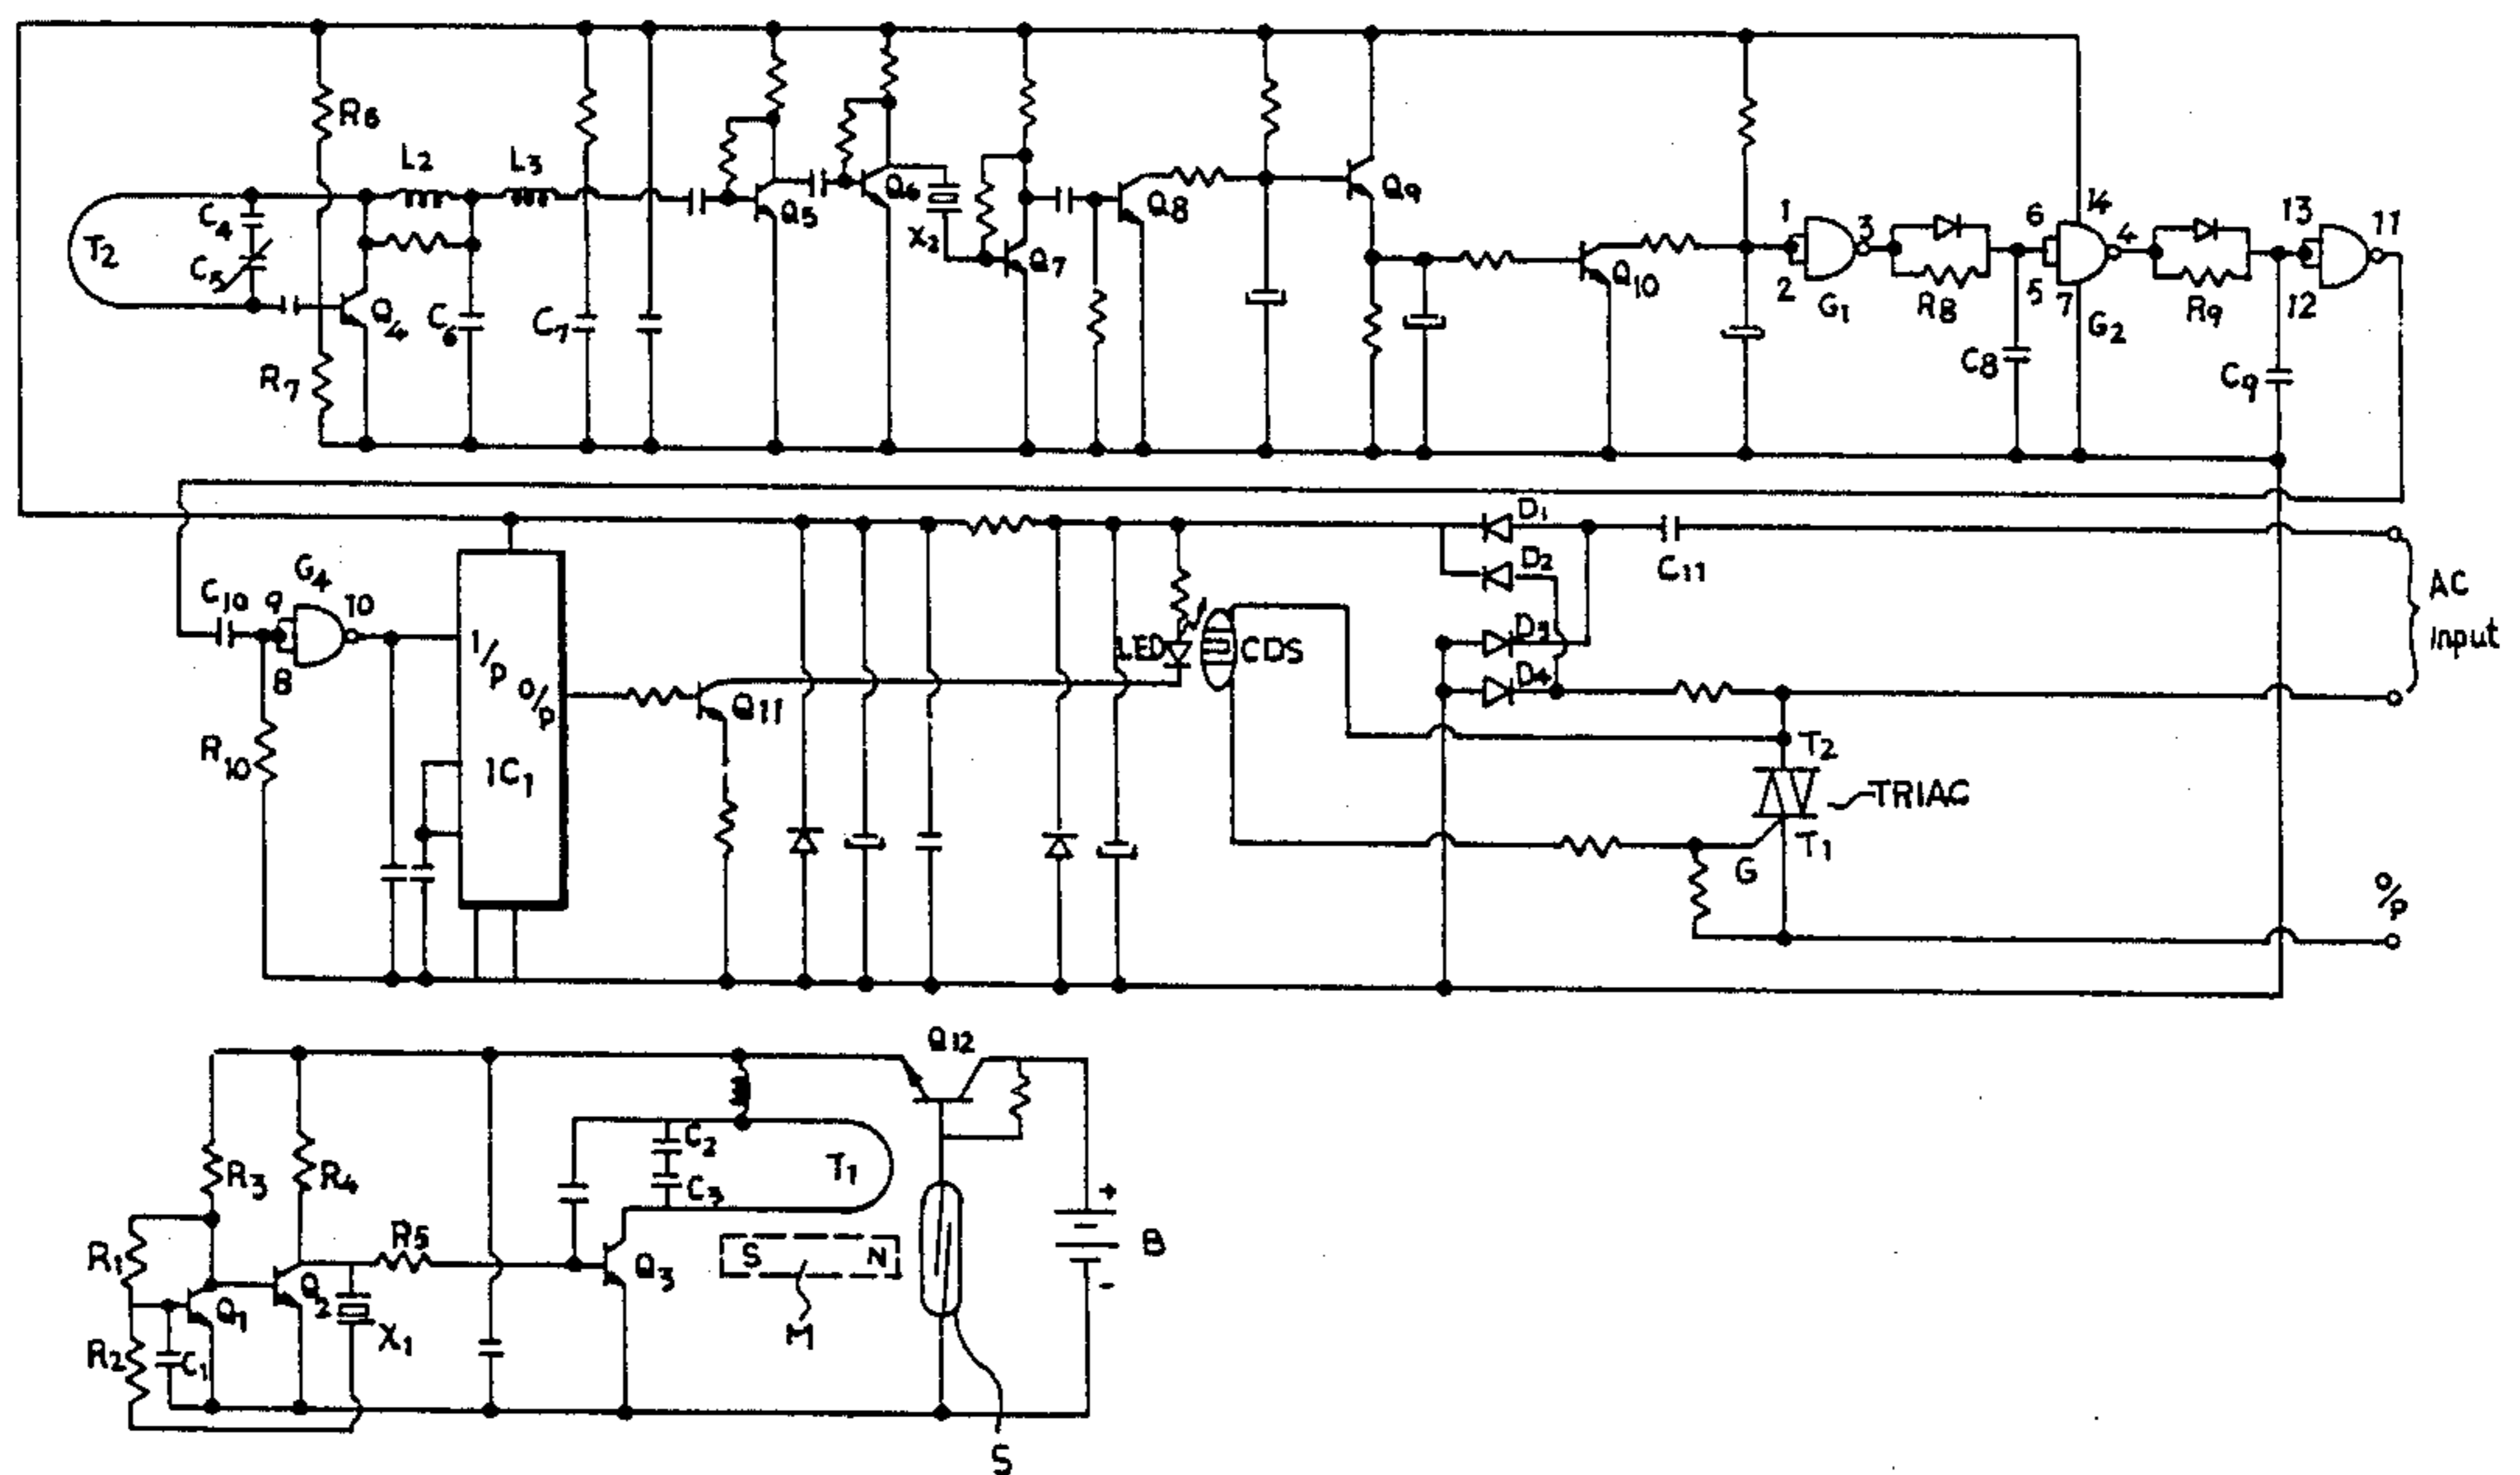 R6
L2
L3
T2
C4
C5
Q4
C6
R7
C7
Q5
Q6
X2
Q7
Q8
Q9
Q10
1
2
3
G1
R8
6
5
14
7
4
G2
C8
R9
13
12
11
C9
C10
9
8
G4
10
R10
I/P
O/P
IC1
Q11
LED
CDS
D1
D2
D3
D4
C11
AC
Input
T2
TRIAC
T1
G
O/P
Q12
R3
R4
R1
R2
C1
Q1
Q2
X1
R5
Q3
C2
C3
T1
S
N
M
+
B
-
S